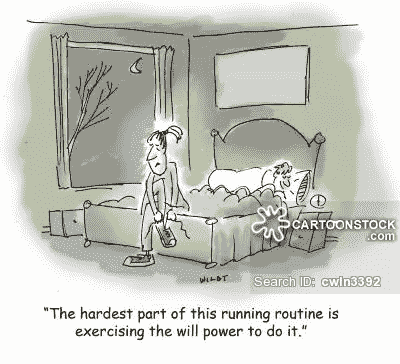 CARTOONSTOCK
.com
Search ID: cwln3392
WILDT
"The hardest part of this running routine is
exercising the will power to do it."